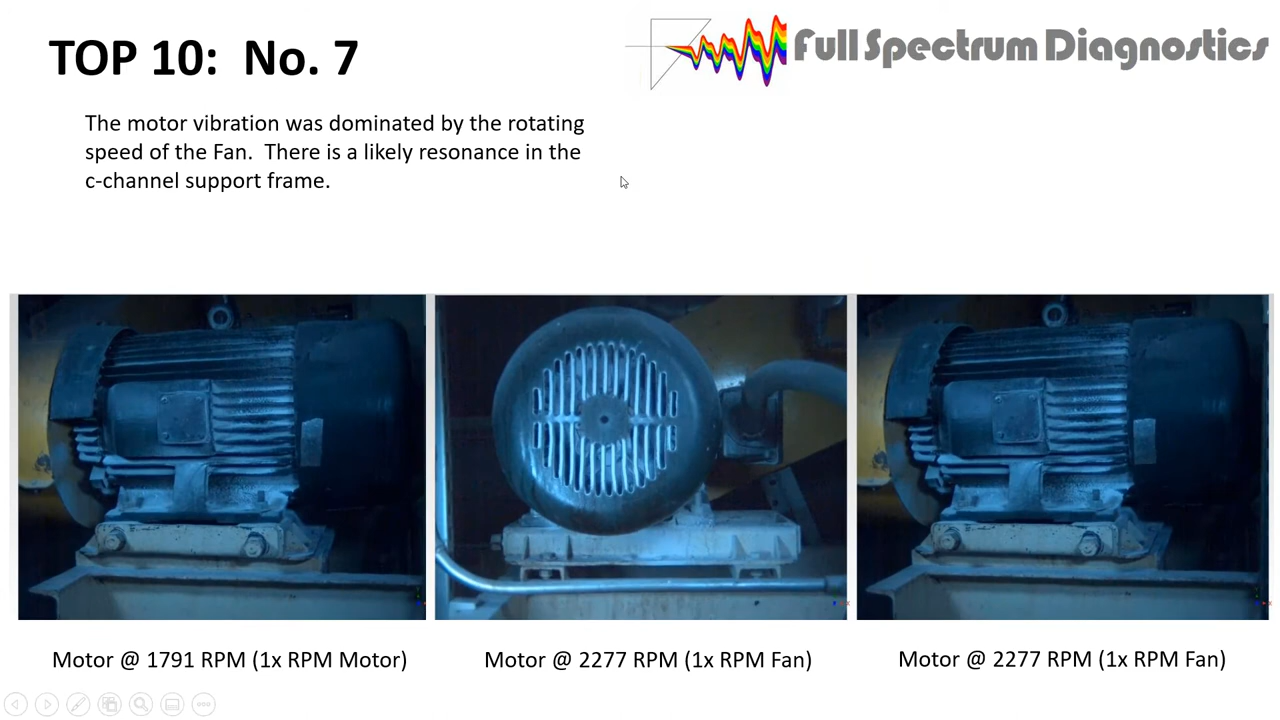 TOP 10:  No. 7
Full Spectrum Diagnostics
The motor vibration was dominated by the rotating
speed of the Fan.  There is a likely resonance in the
c-channel support frame.
Motor @ 1791 RPM (1x RPM Motor)
Motor @ 2277 RPM (1x RPM Fan)
Motor @ 2277 RPM (1x RPM Fan)